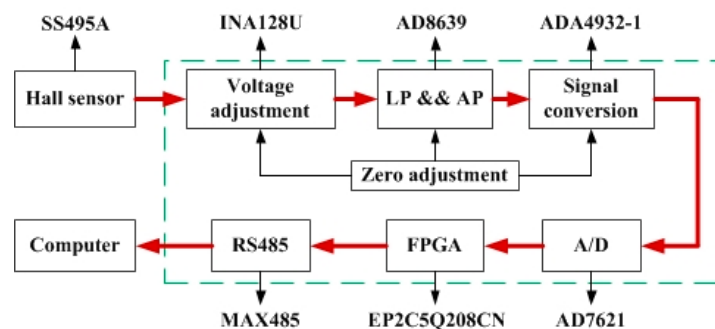 SS495A
INA128U
AD8639
ADA4932-1
Hall sensor
Voltage
adjustment
LP && AP
Signal
conversion
Zero adjustment
Computer
RS485
FPGA
A/D
MAX485
EP2C5Q208CN
AD7621